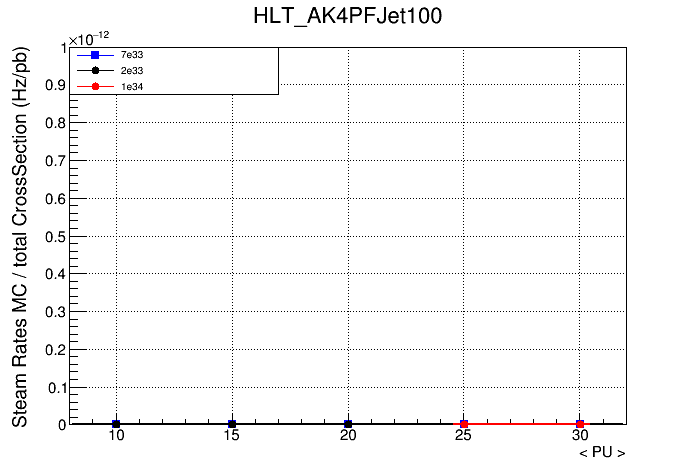 HLT_AK4PFJet100
×10⁻¹²
1
0.9
0.8
0.7
0.6
0.5
0.4
0.3
0.2
0.1
0
7e33
2e33
1e34
Steam Rates MC / total CrossSection (Hz/pb)
10 15 20 25 30
< PU >